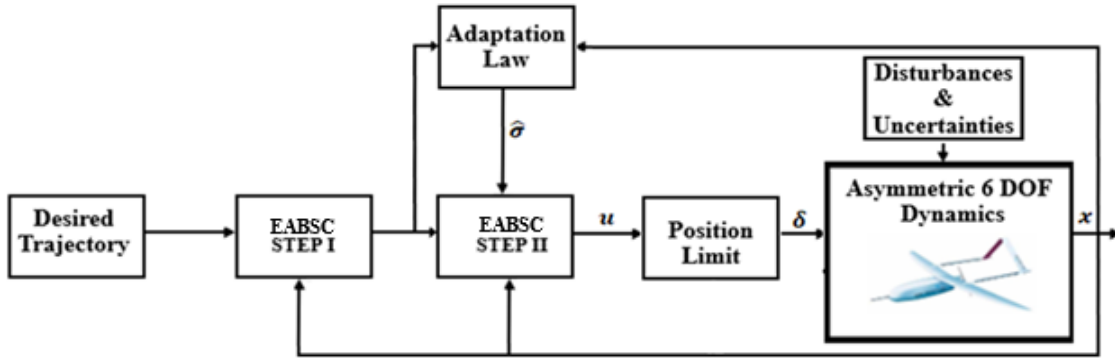 Adaptation
Law
Disturbances
&
Uncertainties
σ̂
Desired
Trajectory
EABSC
STEP I
EABSC
STEP II
u
Position
Limit
δ
Asymmetric 6 DOF
Dynamics
x